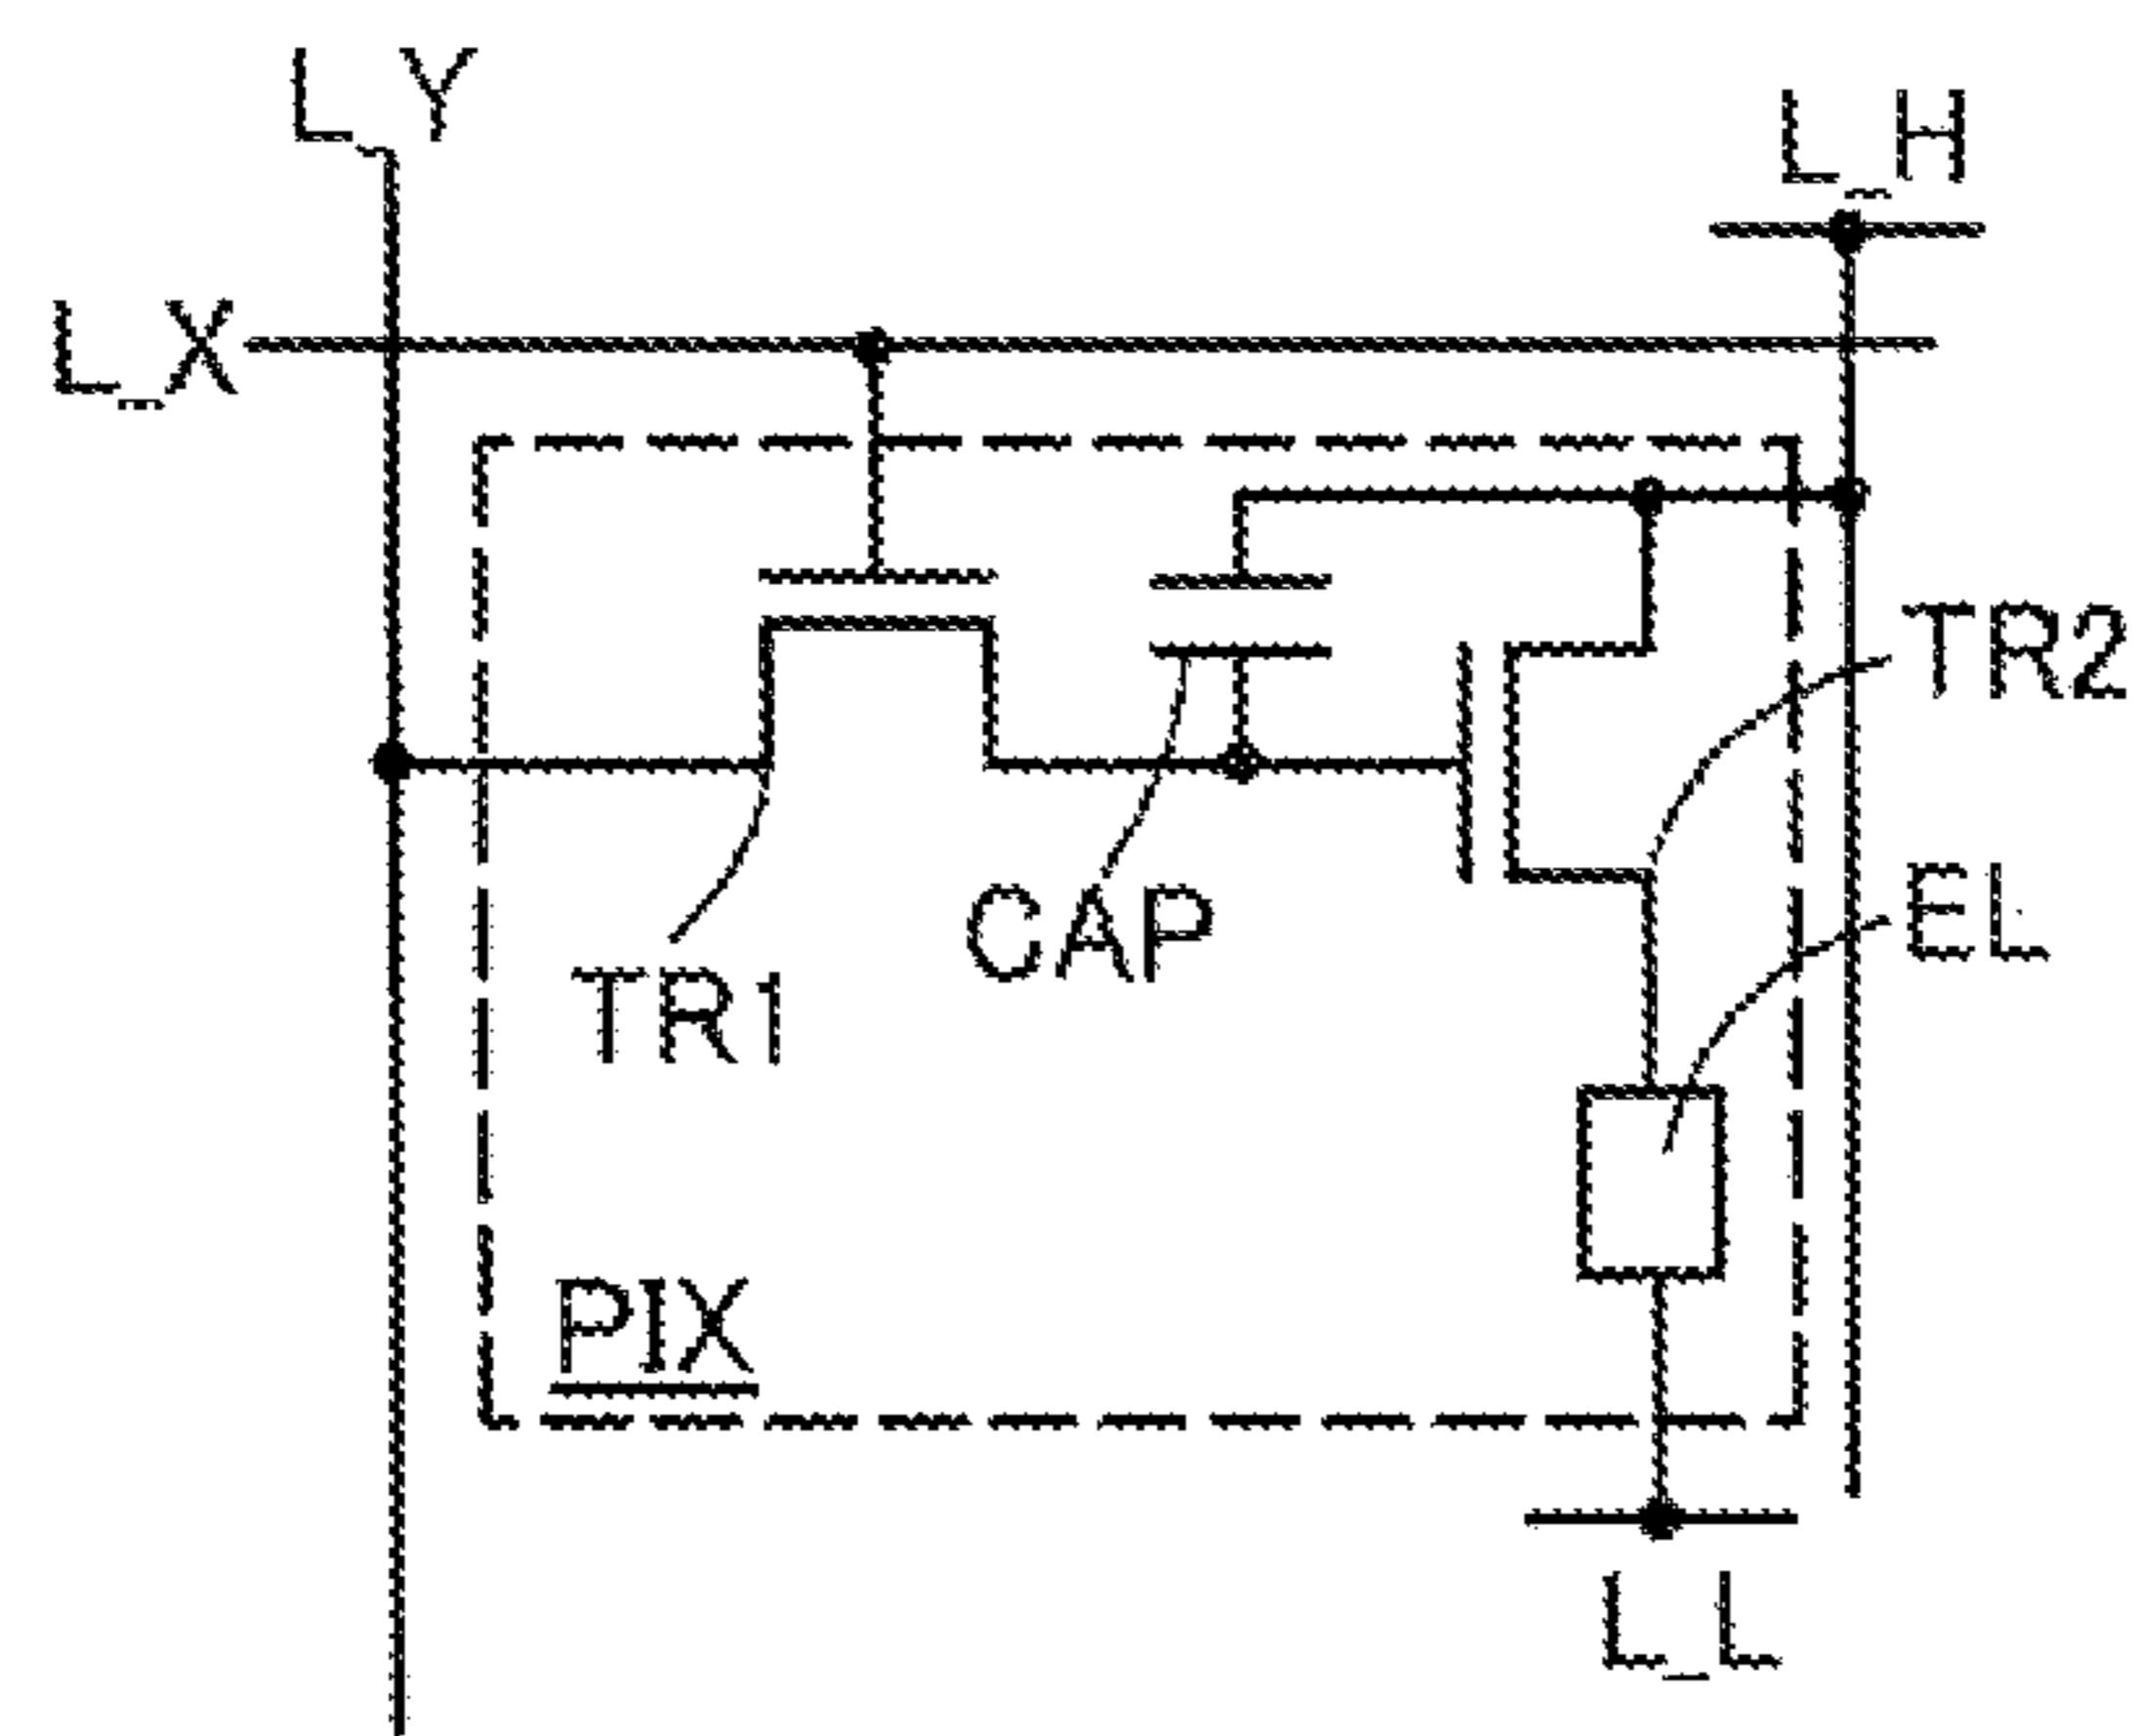 L_Y
L_H
L_X
TR2
EL
CAP
TR1
PIX
L_L